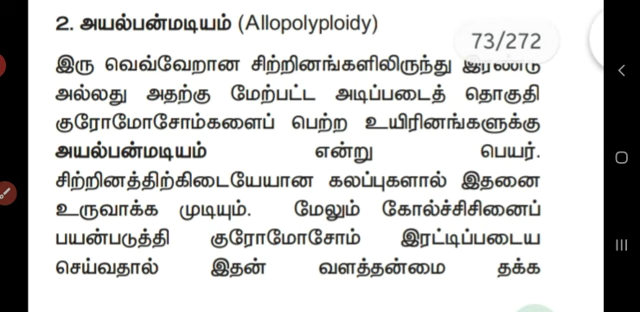 2. அயல்பன்மடியம் (Allopolyploidy)
73/272
இரு வெவ்வேறான சிற்றினங்களிலிருந்து இரண்டு
அல்லது அதற்கு மேற்பட்ட அடிப்படைத் தொகுதி
குரோமோசோம்களைப் பெற்ற உயிரினங்களுக்கு
அயல்பன்மடியம் என்று பெயர்.
சிற்றினத்திற்கிடையேயான கலப்புகளால் இதனை
உருவாக்க முடியும். மேலும் கோல்ச்சிசினைப்
பயன்படுத்தி குரோமோசோம் இரட்டிப்படைய
செய்வதால் இதன் வளத்தன்மை தக்க